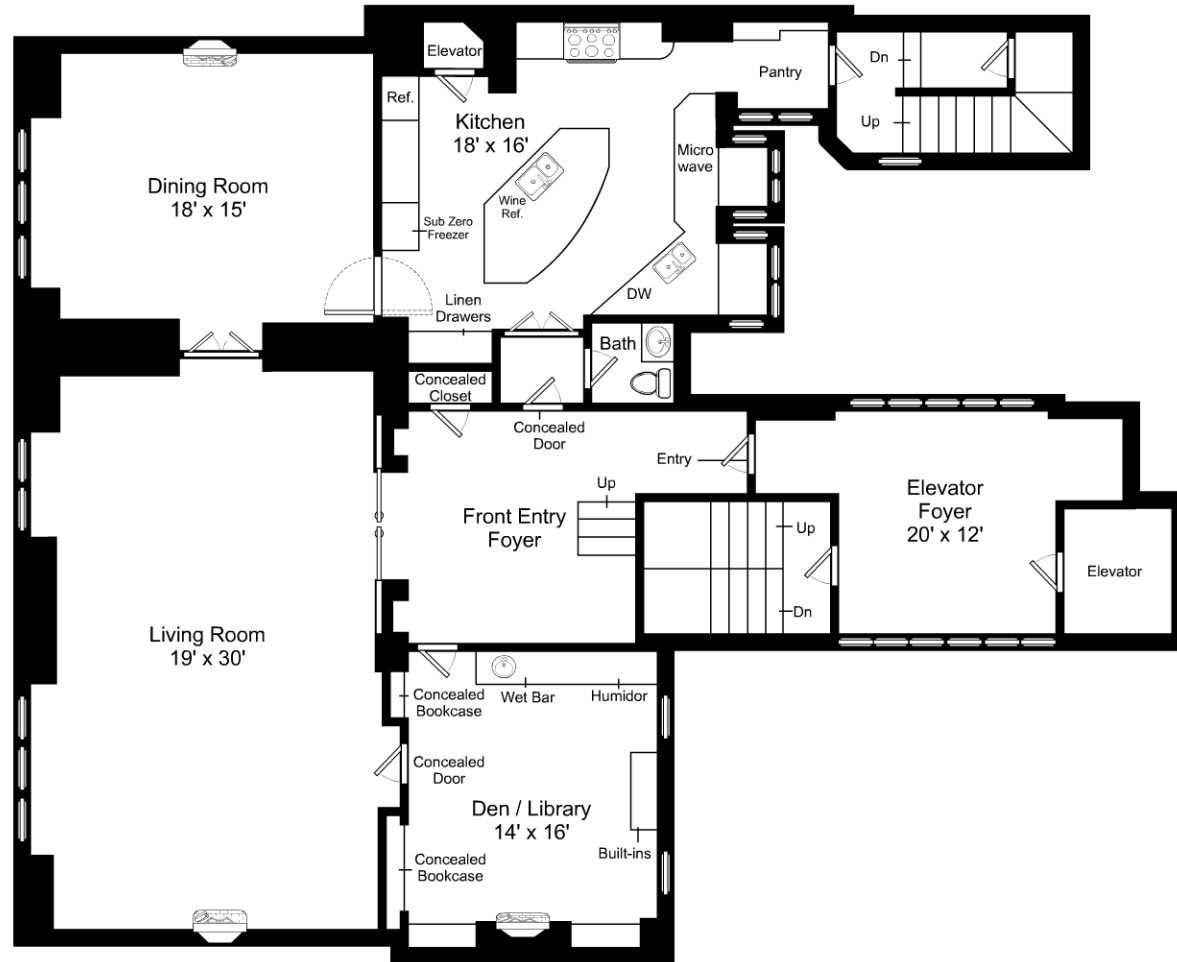 Elevator
Pantry
Dn
Up
Ref.
Kitchen
18' x 16'
Micro
wave
Wine
Ref.
Dining Room
18' x 15'
Sub Zero
Freezer
DW
Linen
Drawers
Bath
Concealed
Closet
Concealed
Door
Entry
Up
Front Entry
Foyer
Elevator
Foyer
20' x 12'
Up
Dn
Elevator
Living Room
19' x 30'
Concealed
Bookcase
Wet Bar
Humidor
Concealed
Door
Den / Library
14' x 16'
Built-ins
Concealed
Bookcase